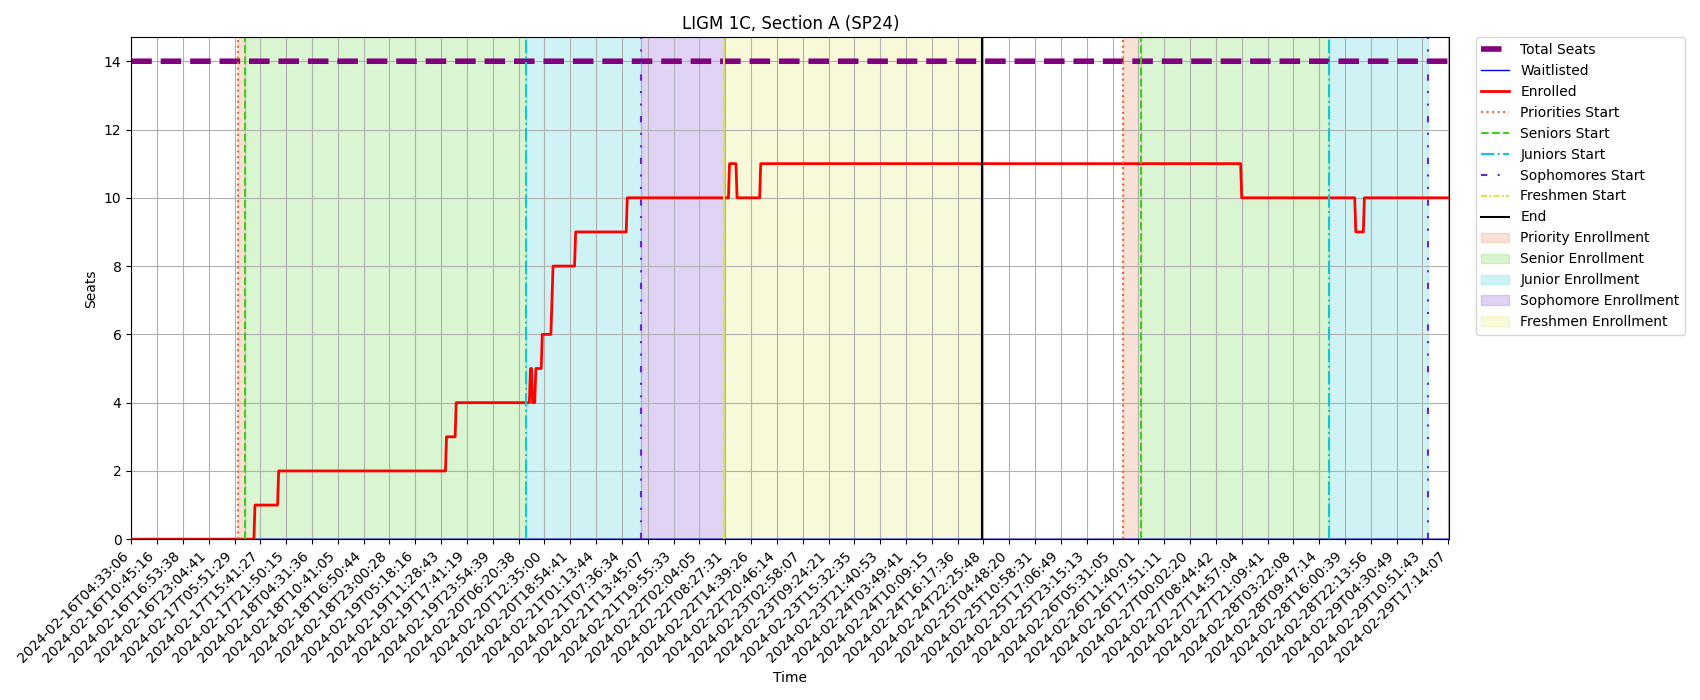 LIGM 1C, Section A (SP24)
Seats
14
12
10
8
6
4
2
0
2024-02-16T04:33:06
2024-02-16T10:45:16
2024-02-16T16:53:38
2024-02-16T23:04:41
2024-02-17T05:51:29
2024-02-17T15:41:27
2024-02-17T21:50:15
2024-02-18T04:31:36
2024-02-18T10:41:05
2024-02-18T16:50:44
2024-02-18T23:00:28
2024-02-19T05:18:16
2024-02-19T11:28:43
2024-02-19T17:41:19
2024-02-19T23:54:39
2024-02-20T06:20:38
2024-02-20T12:35:00
2024-02-20T18:54:41
2024-02-21T01:13:44
2024-02-21T07:36:34
2024-02-21T13:45:07
2024-02-21T19:55:33
2024-02-22T02:04:05
2024-02-22T08:27:31
2024-02-22T14:39:26
2024-02-22T20:46:14
2024-02-23T02:58:07
2024-02-23T09:24:21
2024-02-23T15:32:35
2024-02-23T21:40:53
2024-02-24T03:49:41
2024-02-24T10:09:15
2024-02-24T16:17:36
2024-02-24T22:25:48
2024-02-25T04:48:20
2024-02-25T10:58:31
2024-02-25T17:06:49
2024-02-25T23:15:13
2024-02-26T05:31:05
2024-02-26T11:40:01
2024-02-26T17:51:11
2024-02-27T00:02:20
2024-02-27T08:44:42
2024-02-27T14:57:04
2024-02-27T21:09:41
2024-02-28T03:22:08
2024-02-28T09:47:14
2024-02-28T16:00:39
2024-02-28T22:13:56
2024-02-29T04:30:49
2024-02-29T10:51:43
2024-02-29T17:14:07
Time
Total Seats
Waitlisted
Enrolled
Priorities Start
Seniors Start
Juniors Start
Sophomores Start
Freshmen Start
End
Priority Enrollment
Senior Enrollment
Junior Enrollment
Sophomore Enrollment
Freshmen Enrollment